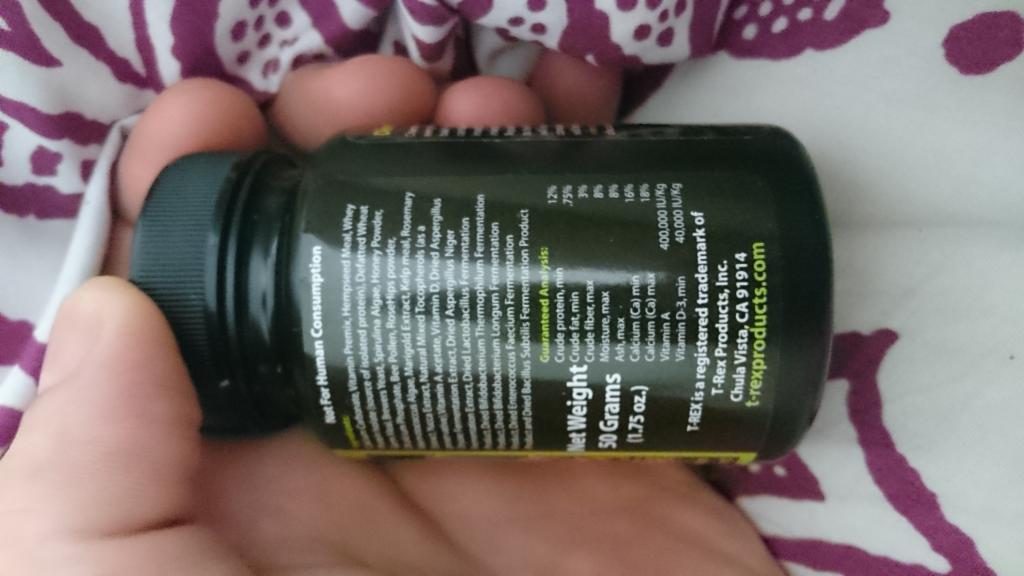 Not For Human Consumption
Vitamin Premix, Hempseed Meal, Whey
isolated protein, Defatted Wheat
Yeast, Spirulina Algae, Honey Powder,
Bee Pollen, Rosehips powder,
Algae, Marigold Extract, Kelp meal, Rosemary
Extract, Natural Mixed Tocopherols (as a
Vitamin A Acetate, Vitamin D, Dried Aspergillus
Extract, Dried Aspergillus Niger
Extract, Dried Lactobacillus Fermentation
Dried Bifidobacterium Thermophilum Fermentation
Dried Bifidobacterium Longum Fermentation
Dried Enterococcus Faecium Fermentation
and Dried Bacillus Subtilis Fermentation Product
Net Weight
50 Grams
(1.75 oz.)
Guaranteed Analysis:
Crude protein, min 12%
Crude fat, min .75%
Crude fiber, max 3%
Moisture, max 8%
Ash, max 8%
Calcium (Ca) min 16%
Calcium (Ca) max 18%
Vitamin A 400,000 IU/Kg
Vitamin D-3, min 40,000 IU/Kg
T-REX is a registered trademark of
T-Rex Products, Inc.
Chula Vista, CA 91914
t-rexproducts.com